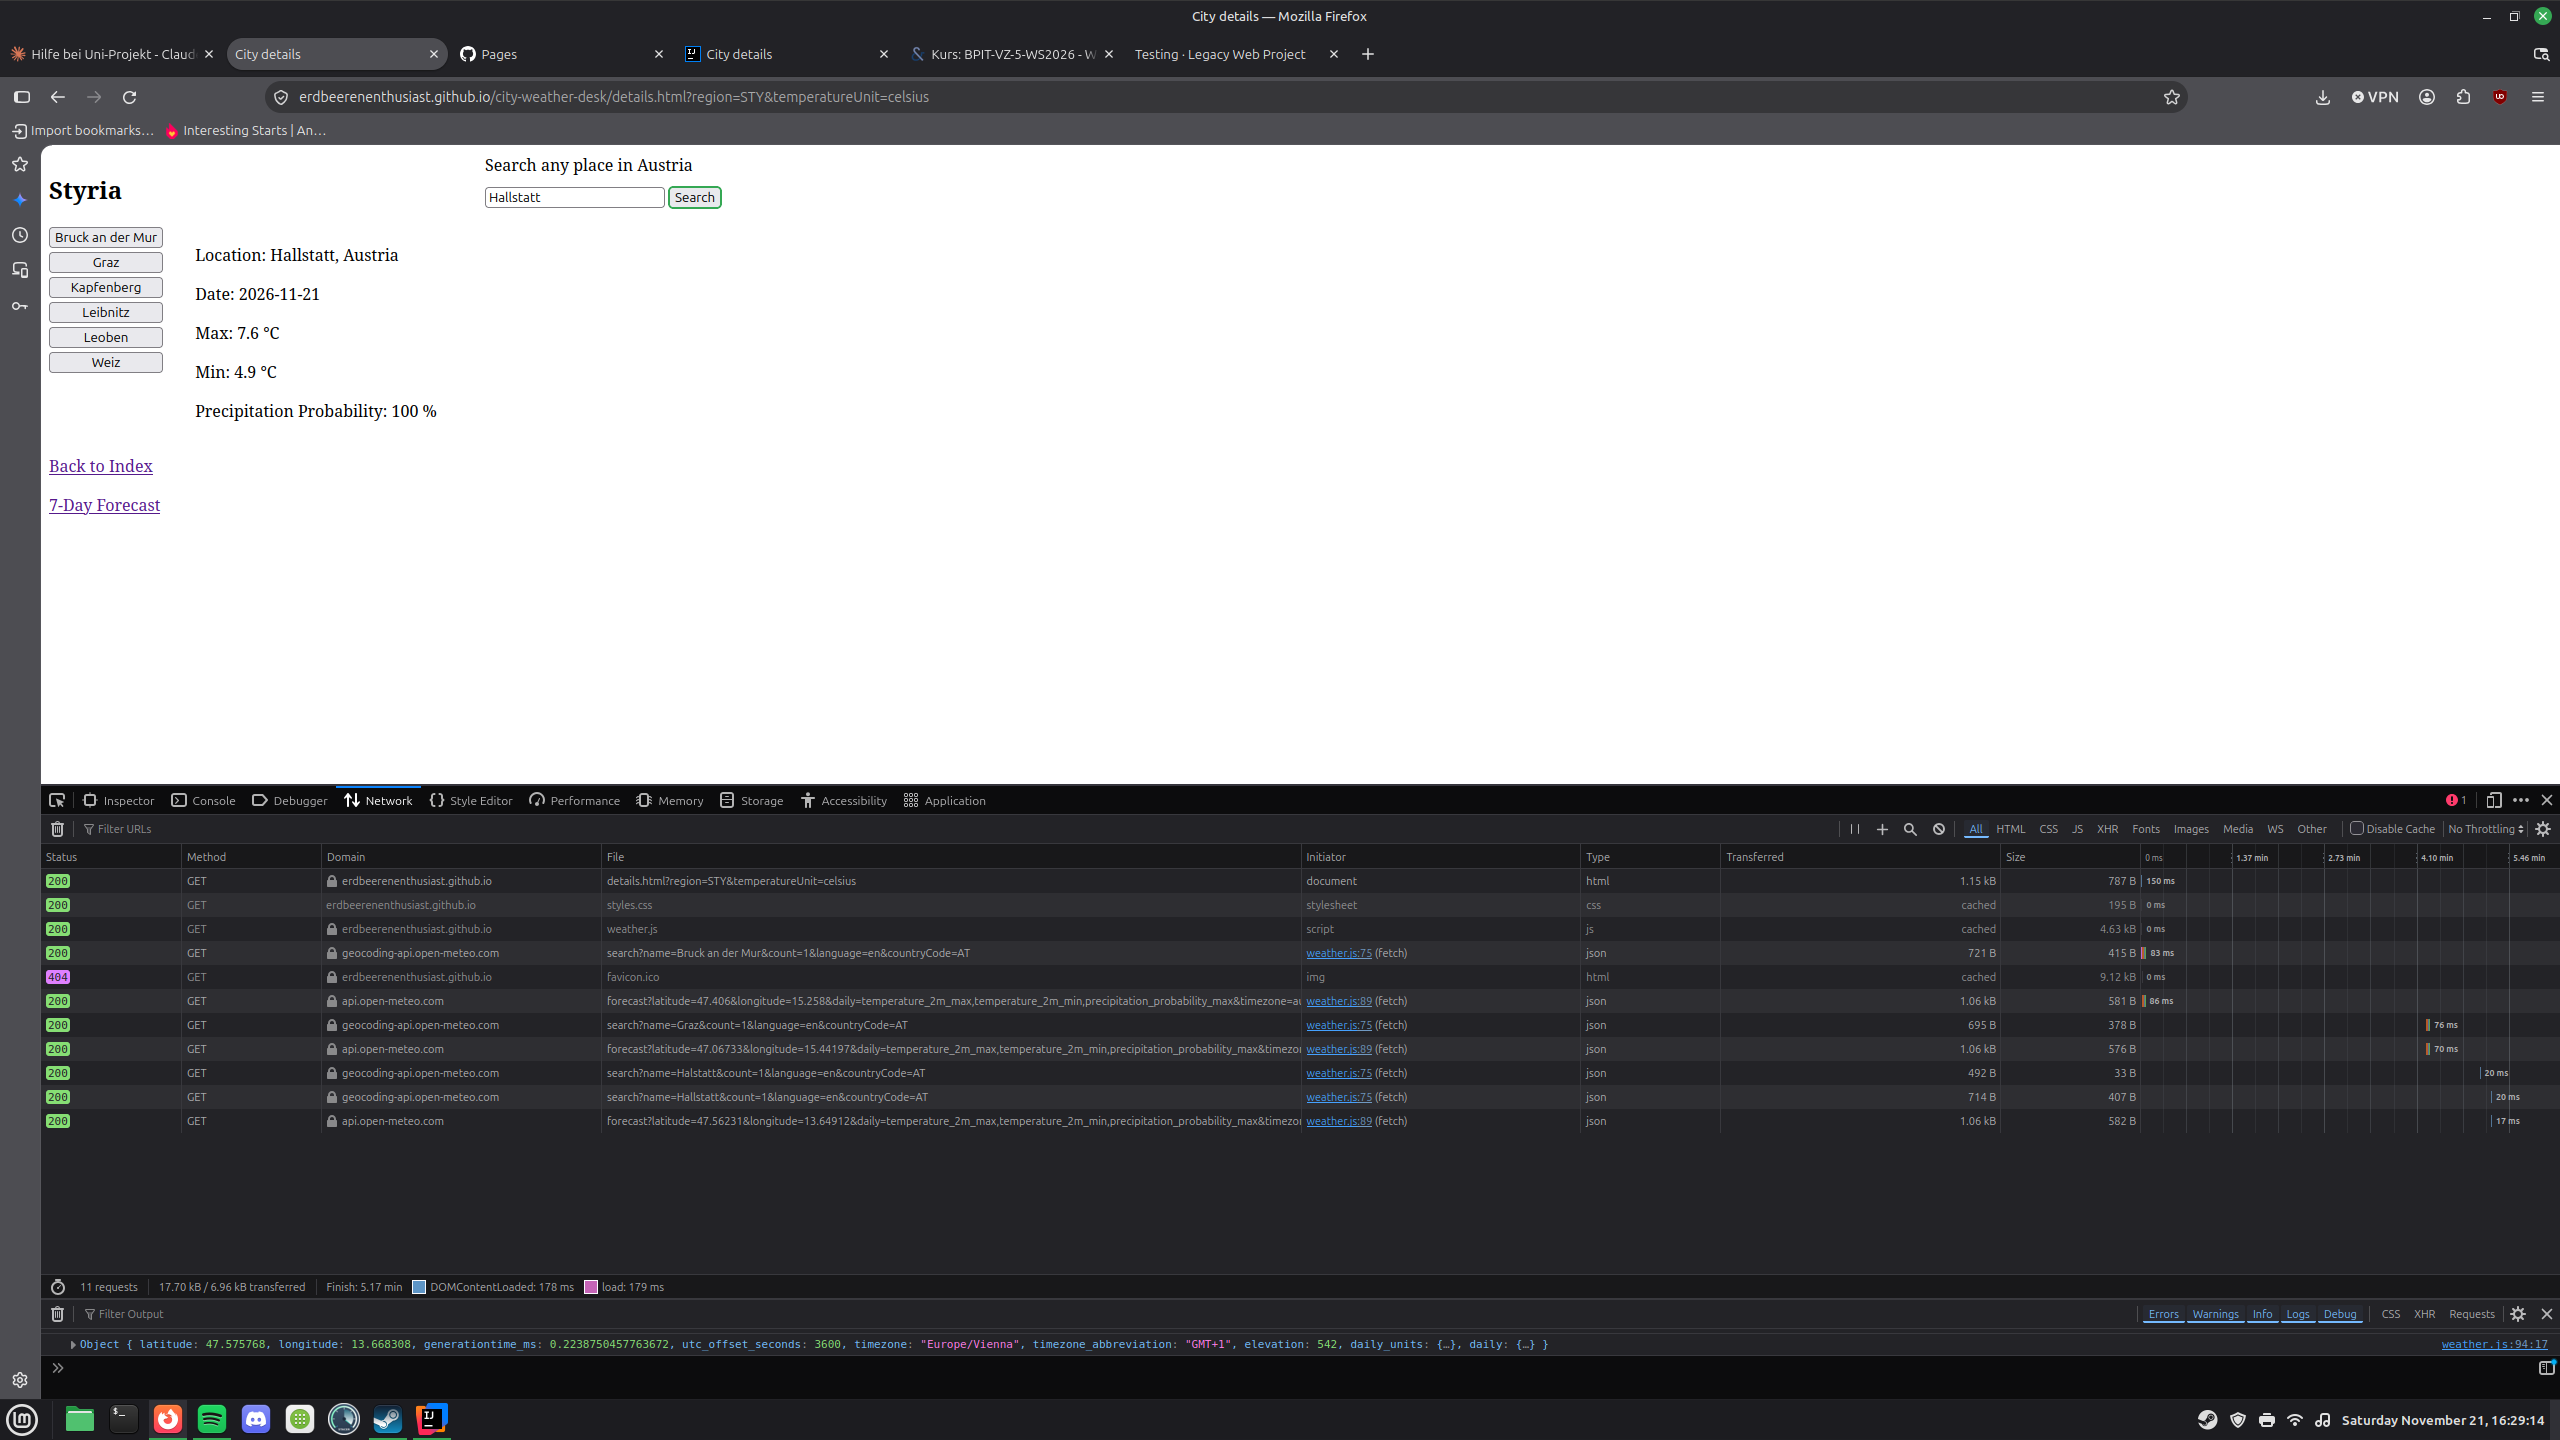 City details — Mozilla Firefox
Hilfe bei Uni-Projekt - Claud
City details
Pages
City details
Kurs: BPIT-VZ-5-WS2026 - W
Testing · Legacy Web Project
erdbeerenenthusiast.github.io/city-weather-desk/details.html?region=STY&temperatureUnit=celsius
VPN
Import bookmarks…
Interesting Starts | An…
Search any place in Austria
Styria
Hallstatt
Search
Bruck an der Mur
Graz
Kapfenberg
Leibnitz
Leoben
Weiz
Location: Hallstatt, Austria
Date: 2026-11-21
Max: 7.6 °C
Min: 4.9 °C
Precipitation Probability: 100 %
Back to Index
7-Day Forecast
Inspector Console Debugger Network Style Editor Performance Memory Storage Accessibility Application 1
Filter URLs All HTML CSS JS XHR Fonts Images Media WS Other Disable Cache No Throttling
Status Method Domain File Initiator Type Transferred Size 0 ms 1.37 min 2.73 min 4.10 min 5.46 min
200 GET erdbeerenenthusiast.github.io details.html?region=STY&temperatureUnit=celsius document html 1.15 kB 787 B 150 ms
200 GET erdbeerenenthusiast.github.io styles.css stylesheet css cached 195 B 0 ms
200 GET erdbeerenenthusiast.github.io weather.js script js cached 4.63 kB 0 ms
200 GET geocoding-api.open-meteo.com search?name=Bruck an der Mur&count=1&language=en&countryCode=AT weather.js:75 (fetch) json 721 B 415 B 83 ms
404 GET erdbeerenenthusiast.github.io favicon.ico img html cached 9.12 kB 0 ms
200 GET api.open-meteo.com forecast?latitude=47.406&longitude=15.258&daily=temperature_2m_max,temperature_2m_min,precipitation_probability_max&timezone=au weather.js:89 (fetch) json 1.06 kB 581 B 86 ms
200 GET geocoding-api.open-meteo.com search?name=Graz&count=1&language=en&countryCode=AT weather.js:75 (fetch) json 695 B 378 B 76 ms
200 GET api.open-meteo.com forecast?latitude=47.06733&longitude=15.44197&daily=temperature_2m_max,temperature_2m_min,precipitation_probability_max&timezo weather.js:89 (fetch) json 1.06 kB 576 B 70 ms
200 GET geocoding-api.open-meteo.com search?name=Halstatt&count=1&language=en&countryCode=AT weather.js:75 (fetch) json 492 B 33 B 20 ms
200 GET geocoding-api.open-meteo.com search?name=Hallstatt&count=1&language=en&countryCode=AT weather.js:75 (fetch) json 714 B 407 B 20 ms
200 GET api.open-meteo.com forecast?latitude=47.56231&longitude=13.64912&daily=temperature_2m_max,temperature_2m_min,precipitation_probability_max&timezo weather.js:89 (fetch) json 1.06 kB 582 B 17 ms
11 requests 17.70 kB / 6.96 kB transferred Finish: 5.17 min DOMContentLoaded: 178 ms load: 179 ms
Filter Output Errors Warnings Info Logs Debug CSS XHR Requests
Object { latitude: 47.575768, longitude: 13.668308, generationtime_ms: 0.2238750457763672, utc_offset_seconds: 3600, timezone: "Europe/Vienna", timezone_abbreviation: "GMT+1", elevation: 542, daily_units: {…}, daily: {…} } weather.js:94:17
Saturday November 21, 16:29:14